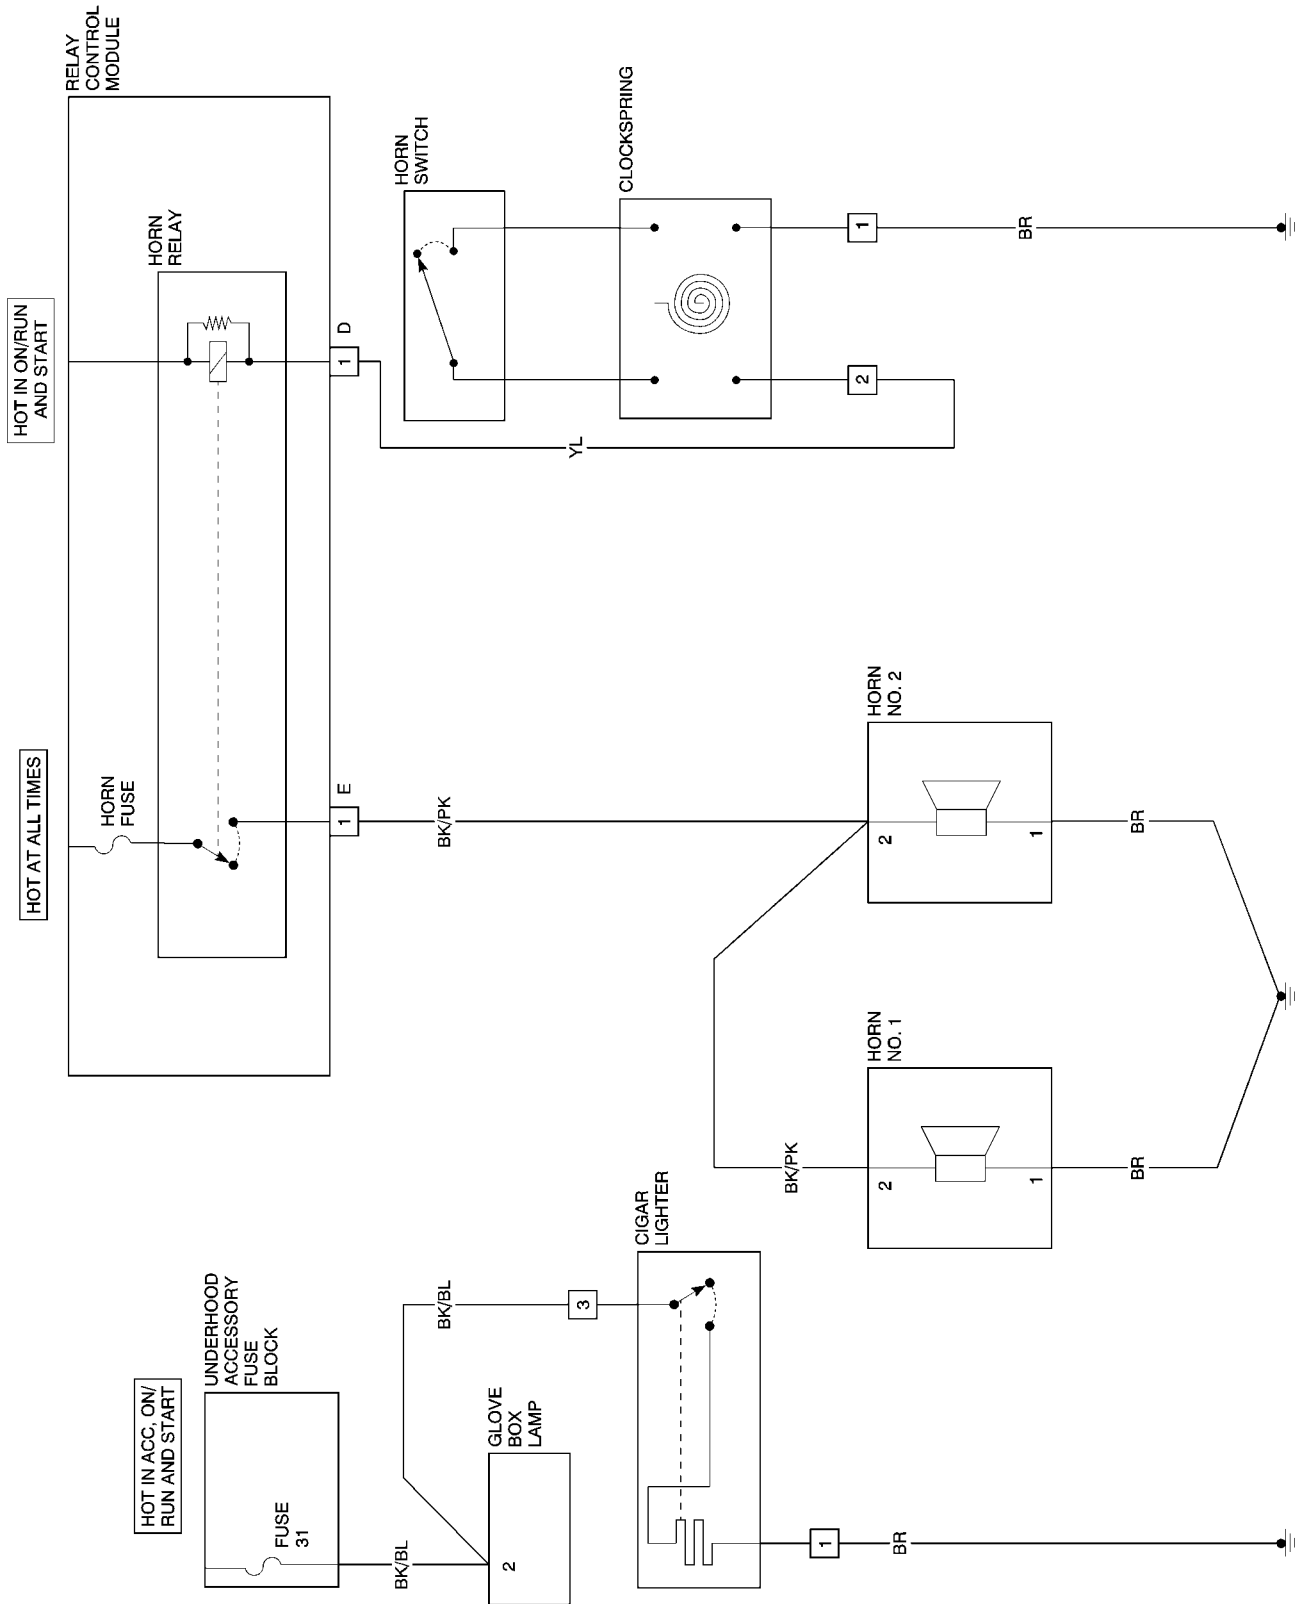 HOT IN ACC, ON/
RUN AND START
UNDERHOOD
ACCESSORY
FUSE
BLOCK
FUSE
31
BK/BL
BK/BL
GLOVE
BOX
LAMP
2
3
CIGAR
LIGHTER
1
BR
HOT AT ALL TIMES
HORN
FUSE
HOT IN ON/RUN
AND START
RELAY
CONTROL
MODULE
HORN
RELAY
1
E
1
D
BK/PK
BK/PK
HORN
NO. 1
2
1
BR
HORN
NO. 2
2
1
BR
YL
HORN
SWITCH
CLOCKSPRING
2
1
BR